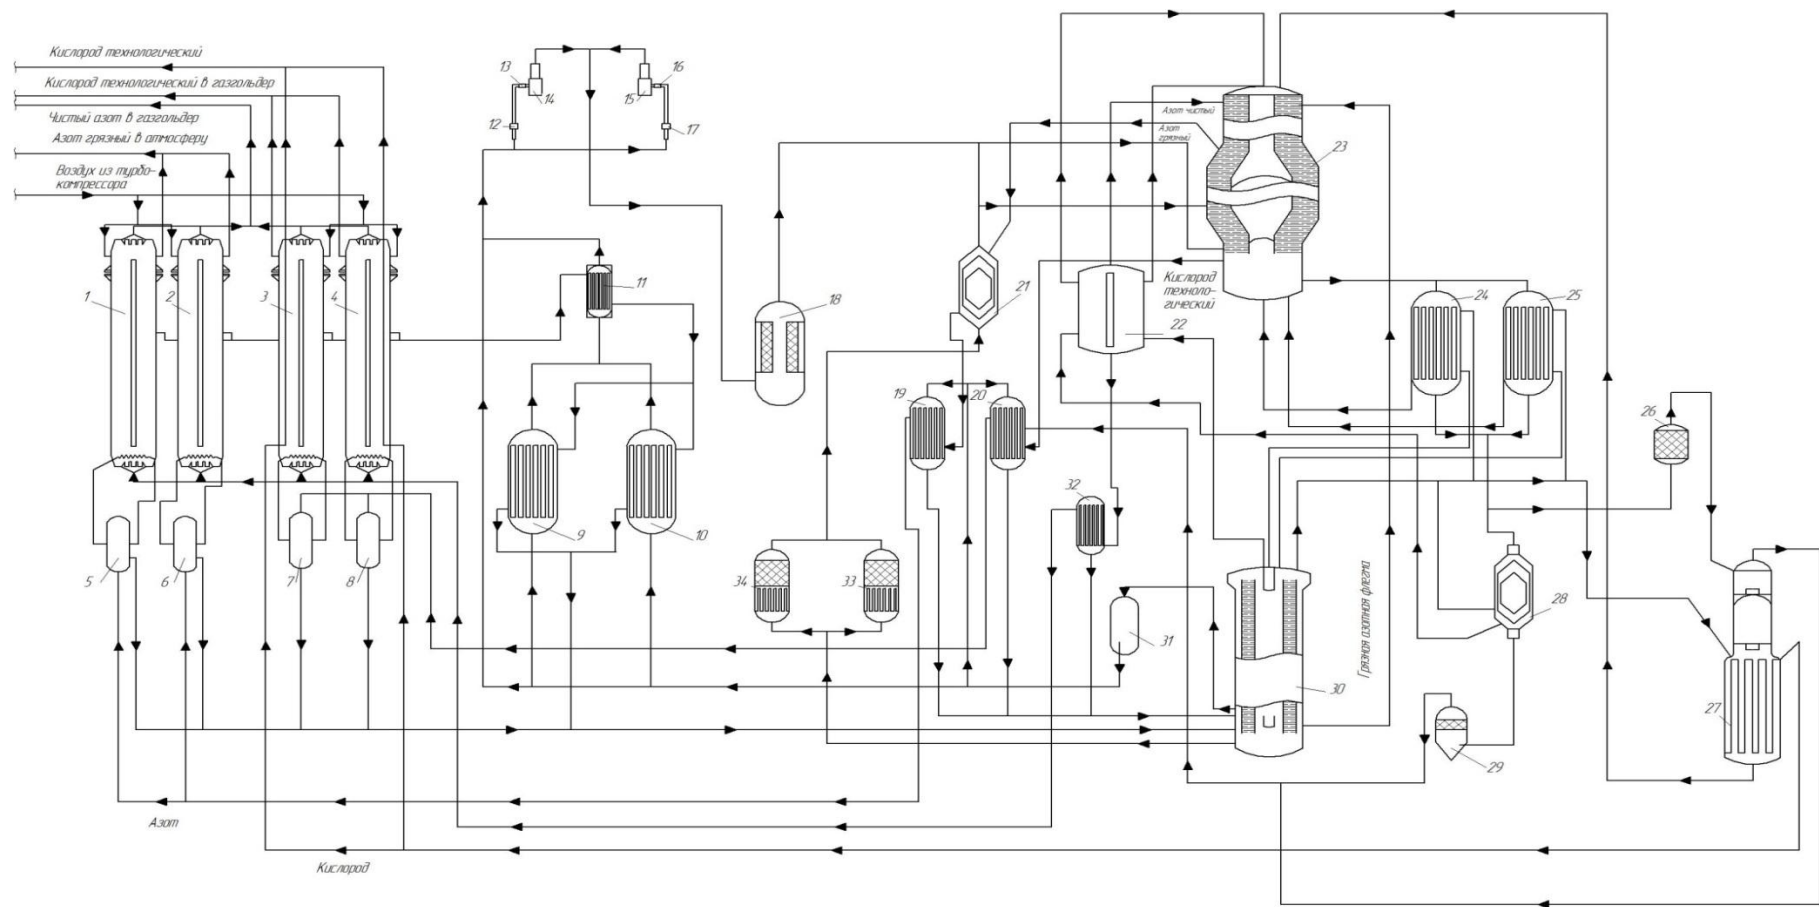 Кислород технологический
Кислород технологический в газгольдер
Чистый азот в газгольдер
Азот грязный в атмосферу
Воздух из турбо-
компрессора
13
14
12
16
15
17
Азот чистый
Азот
грязный
23
1
2
3
4
11
18
21
Кислород
техноло-
гический
22
24
25
19
20
26
5
6
7
8
9
10
32
34
33
31
28
Грязная азотная флегма
30
29
27
Азот
Кислород